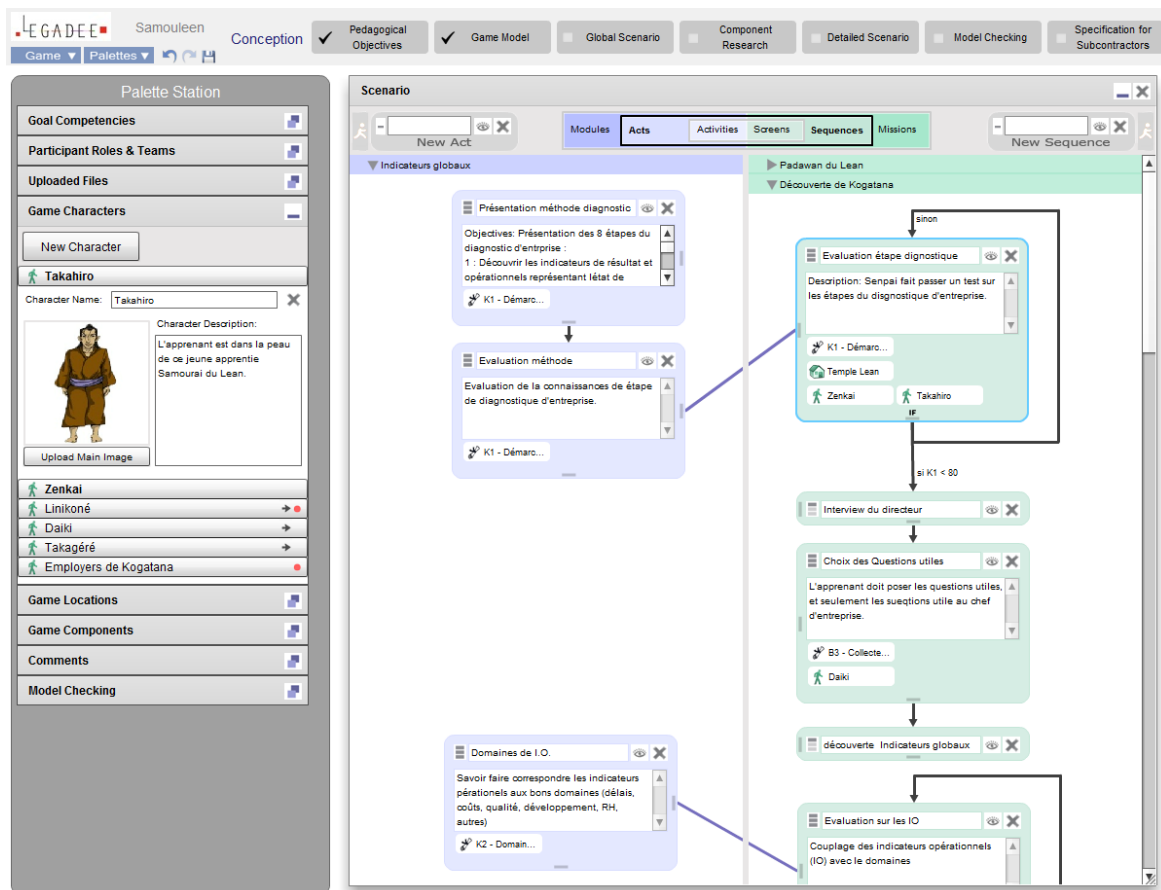 LEGADEE
Samouleen
Game
Palettes
Conception
Pedagogical
Objectives
Game Model
Global Scenario
Component
Research
Detailed Scenario
Model Checking
Specification for
Subcontractors
Palette Station
Goal Competencies
Participant Roles & Teams
Uploaded Files
Game Characters
New Character
Takahiro
Character Name: Takahiro
Character Description:
L'apprenant est dans la peau
de ce jeune apprentie
Samourai du Lean.
Upload Main Image
Zenkai
Linikoné
Daiki
Takagéré
Employers de Kogatana
Game Locations
Game Components
Comments
Model Checking
Scenario
New Act
Modules
Acts
Activities
Screens
Sequences
Missions
New Sequence
Indicateurs globaux
Présentation méthode diagnostic
Objectives: Présentation des 8 étapes du
diagnostic d'entrprise :
1 : Découvrir les indicateurs de résultat et
opérationnels représentant létat de
K1 - Démarc...
Evaluation méthode
Evaluation de la connaissances de étape
de diagnostique d'entreprise.
K1 - Démarc...
Domaines de I.O.
Savoir faire correspondre les indicateurs
pérationels aux bons domaines (délais,
coûts, qualité, développement, RH,
autres)
K2 - Domain...
Padawan du Lean
Découverte de Kogatana
sinon
Evaluation étape dignostique
Description: Senpai fait passer un test sur
les étapes du disgnostique d'entreprise.
K1 - Démarc...
Temple Lean
Zenkai
Takahiro
IF
si K1 < 80
Interview du directeur
Choix des Questions utiles
L'apprenant doit poser les questions utiles,
et seulement les sueqtions utile au chef
d'entreprise.
B3 - Collecte...
Daiki
découverte Indicateurs globaux
Evaluation sur les IO
Couplage des indicateurs opérationnels
(IO) avec le domaines